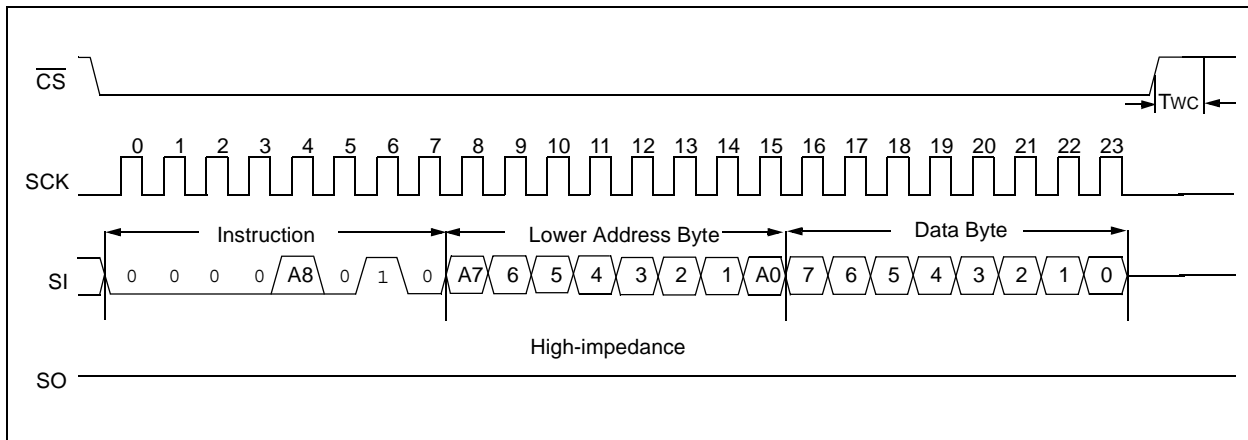 CS
TWC
0 1 2 3 4 5 6 7 8 9 10 11 12 13 14 15 16 17 18 19 20 21 22 23
SCK
Instruction Lower Address Byte Data Byte
SI 0 0 0 0 A8 0 1 0 A7 6 5 4 3 2 1 A0 7 6 5 4 3 2 1 0
High-impedance
SO